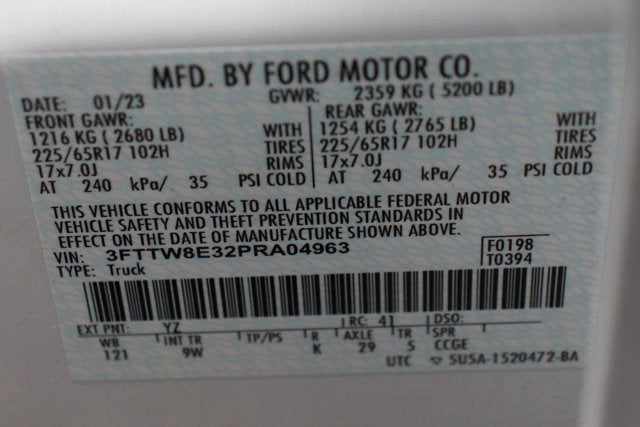 MFD. BY FORD MOTOR CO.
DATE: 01/23 GVWR: 2359 KG ( 5200 LB)
FRONT GAWR: REAR GAWR:
1216 KG ( 2680 LB) WITH 1254 KG ( 2765 LB) WITH
225/65R17 102H TIRES 225/65R17 102H TIRES
17x7.0J RIMS 17x7.0J RIMS
AT 240 kPa/ 35 PSI COLD AT 240 kPa/ 35 PSI COLD
THIS VEHICLE CONFORMS TO ALL APPLICABLE FEDERAL MOTOR
VEHICLE SAFETY AND THEFT PREVENTION STANDARDS IN
EFFECT ON THE DATE OF MANUFACTURE SHOWN ABOVE.
VIN: 3FTTW8E32PRA04963 F0198
TYPE: Truck T0394
EXT PNT: YZ RC: 41 DSO:
WB INT TR TP/PS R AXLE TR SPR
121 9W K 29 5 CCGE
UTC 5USA-1520472-BA